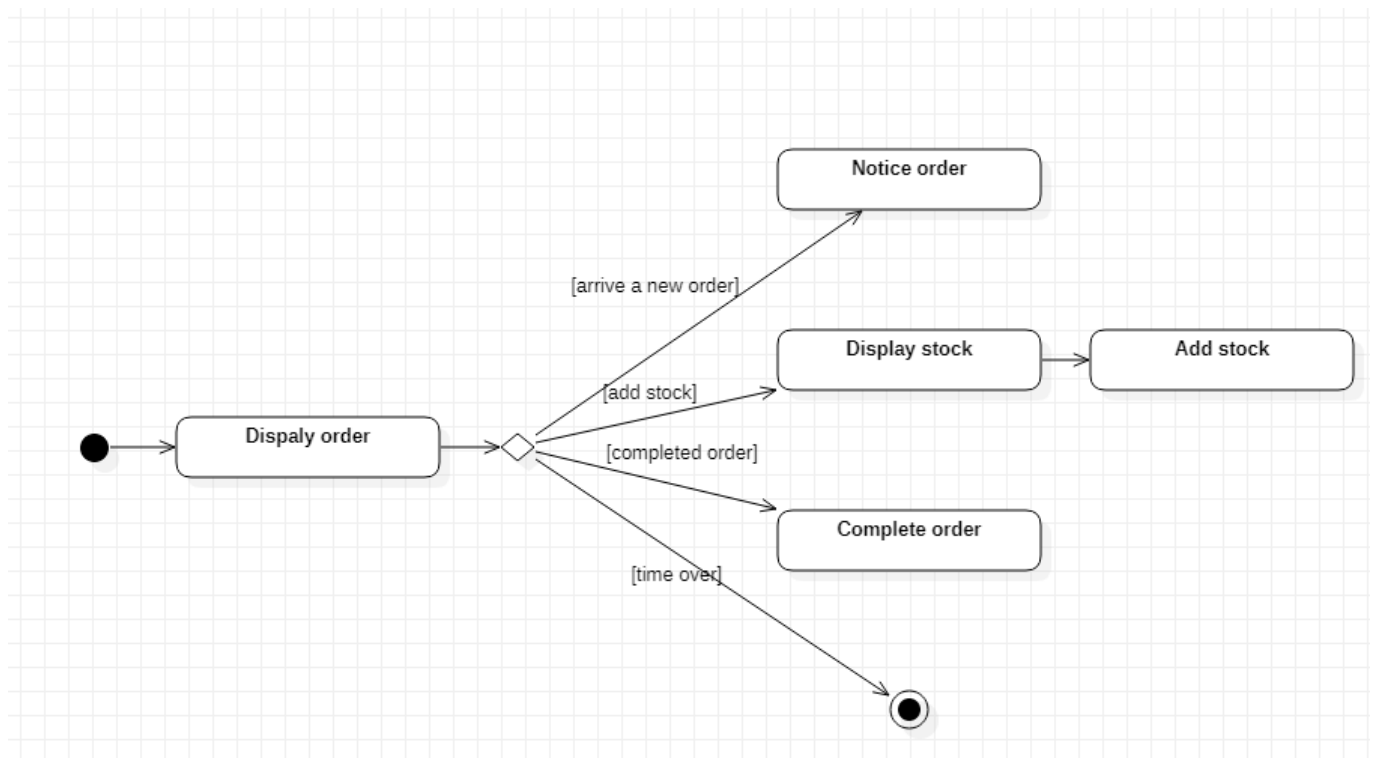 Notice order
[arrive a new order]
Display stock
Add stock
[add stock]
Dispaly order
[completed order]
Complete order
[time over]